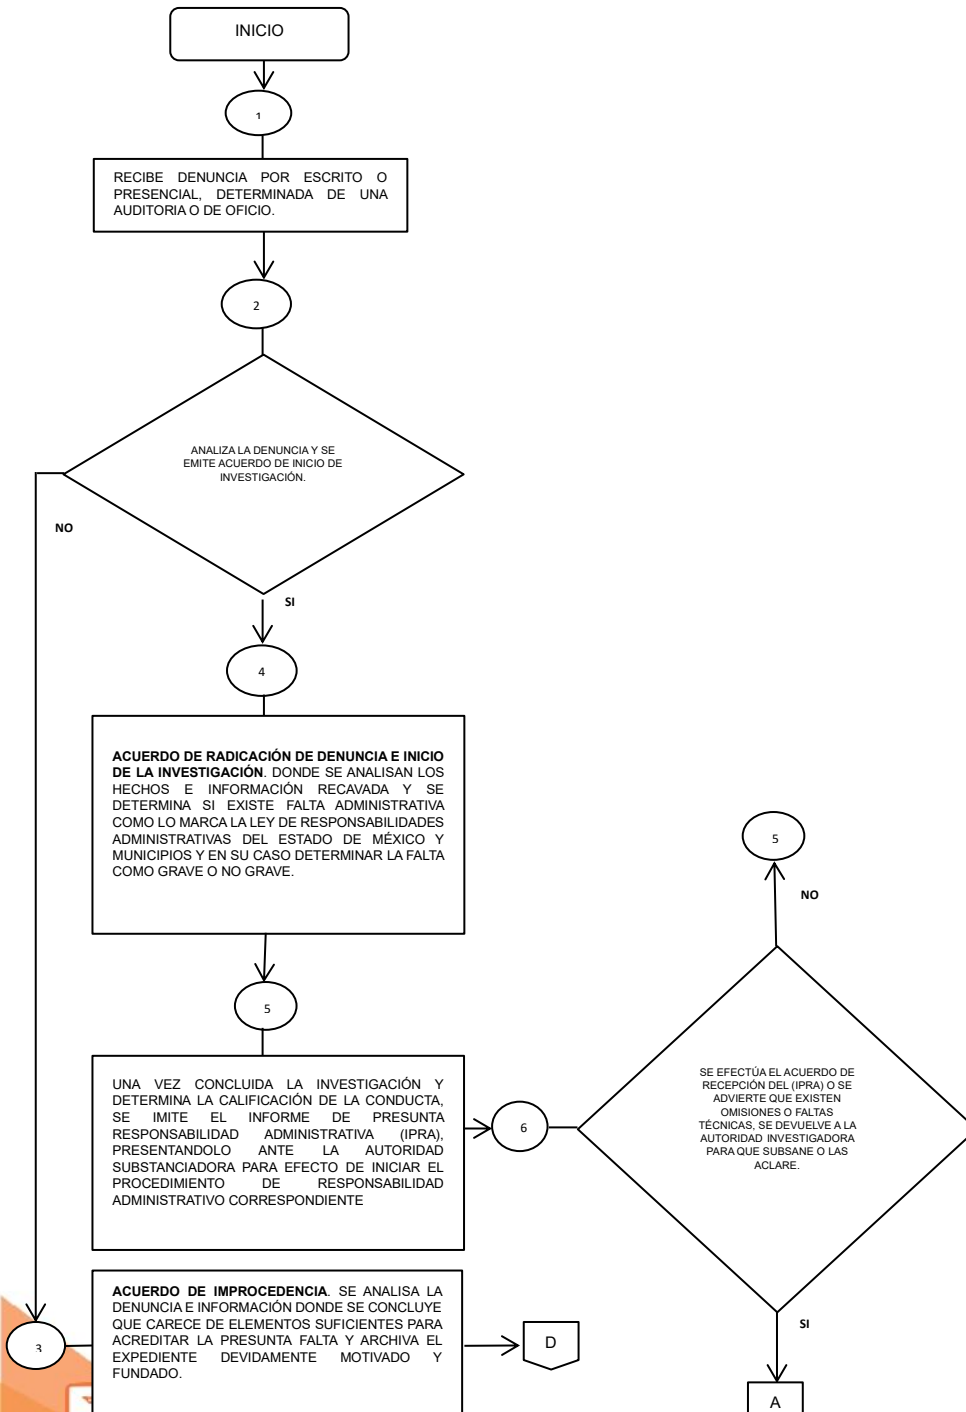 INICIO
1
RECIBE DENUNCIA POR ESCRITO O
PRESENCIAL, DETERMINADA DE UNA
AUDITORIA O DE OFICIO.
2
ANALIZA LA DENUNCIA Y SE
EMITE ACUERDO DE INICIO DE
INVESTIGACIÓN.
NO
SI
4
ACUERDO DE RADICACIÓN DE DENUNCIA E INICIO
DE LA INVESTIGACIÓN. DONDE SE ANALISAN LOS
HECHOS E INFORMACIÓN RECAVADA Y SE
DETERMINA SI EXISTE FALTA ADMINISTRATIVA
COMO LO MARCA LA LEY DE RESPONSABILIDADES
ADMINISTRATIVAS DEL ESTADO DE MÉXICO Y
MUNICIPIOS Y EN SU CASO DETERMINAR LA FALTA
COMO GRAVE O NO GRAVE.
5
UNA VEZ CONCLUIDA LA INVESTIGACIÓN Y
DETERMINA LA CALIFICACIÓN DE LA CONDUCTA,
SE IMITE EL INFORME DE PRESUNTA
RESPONSABILIDAD ADMINISTRATIVA (IPRA),
PRESENTANDOLO ANTE LA AUTORIDAD
SUBSTANCIADORA PARA EFECTO DE INICIAR EL
PROCEDIMIENTO DE RESPONSABILIDAD
ADMINISTRATIVO CORRESPONDIENTE
6
5
NO
SE EFECTÚA EL ACUERDO DE
RECEPCIÓN DEL (IPRA) O SE
ADVIERTE QUE EXISTEN
OMISIONES O FALTAS
TÉCNICAS, SE DEVUELVE A LA
AUTORIDAD INVESTIGADORA
PARA QUE SUBSANE O LAS
ACLARE.
SI
A
3
ACUERDO DE IMPROCEDENCIA. SE ANALISA LA
DENUNCIA E INFORMACIÓN DONDE SE CONCLUYE
QUE CARECE DE ELEMENTOS SUFICIENTES PARA
ACREDITAR LA PRESUNTA FALTA Y ARCHIVA EL
EXPEDIENTE DEVIDAMENTE MOTIVADO Y
FUNDADO.
D